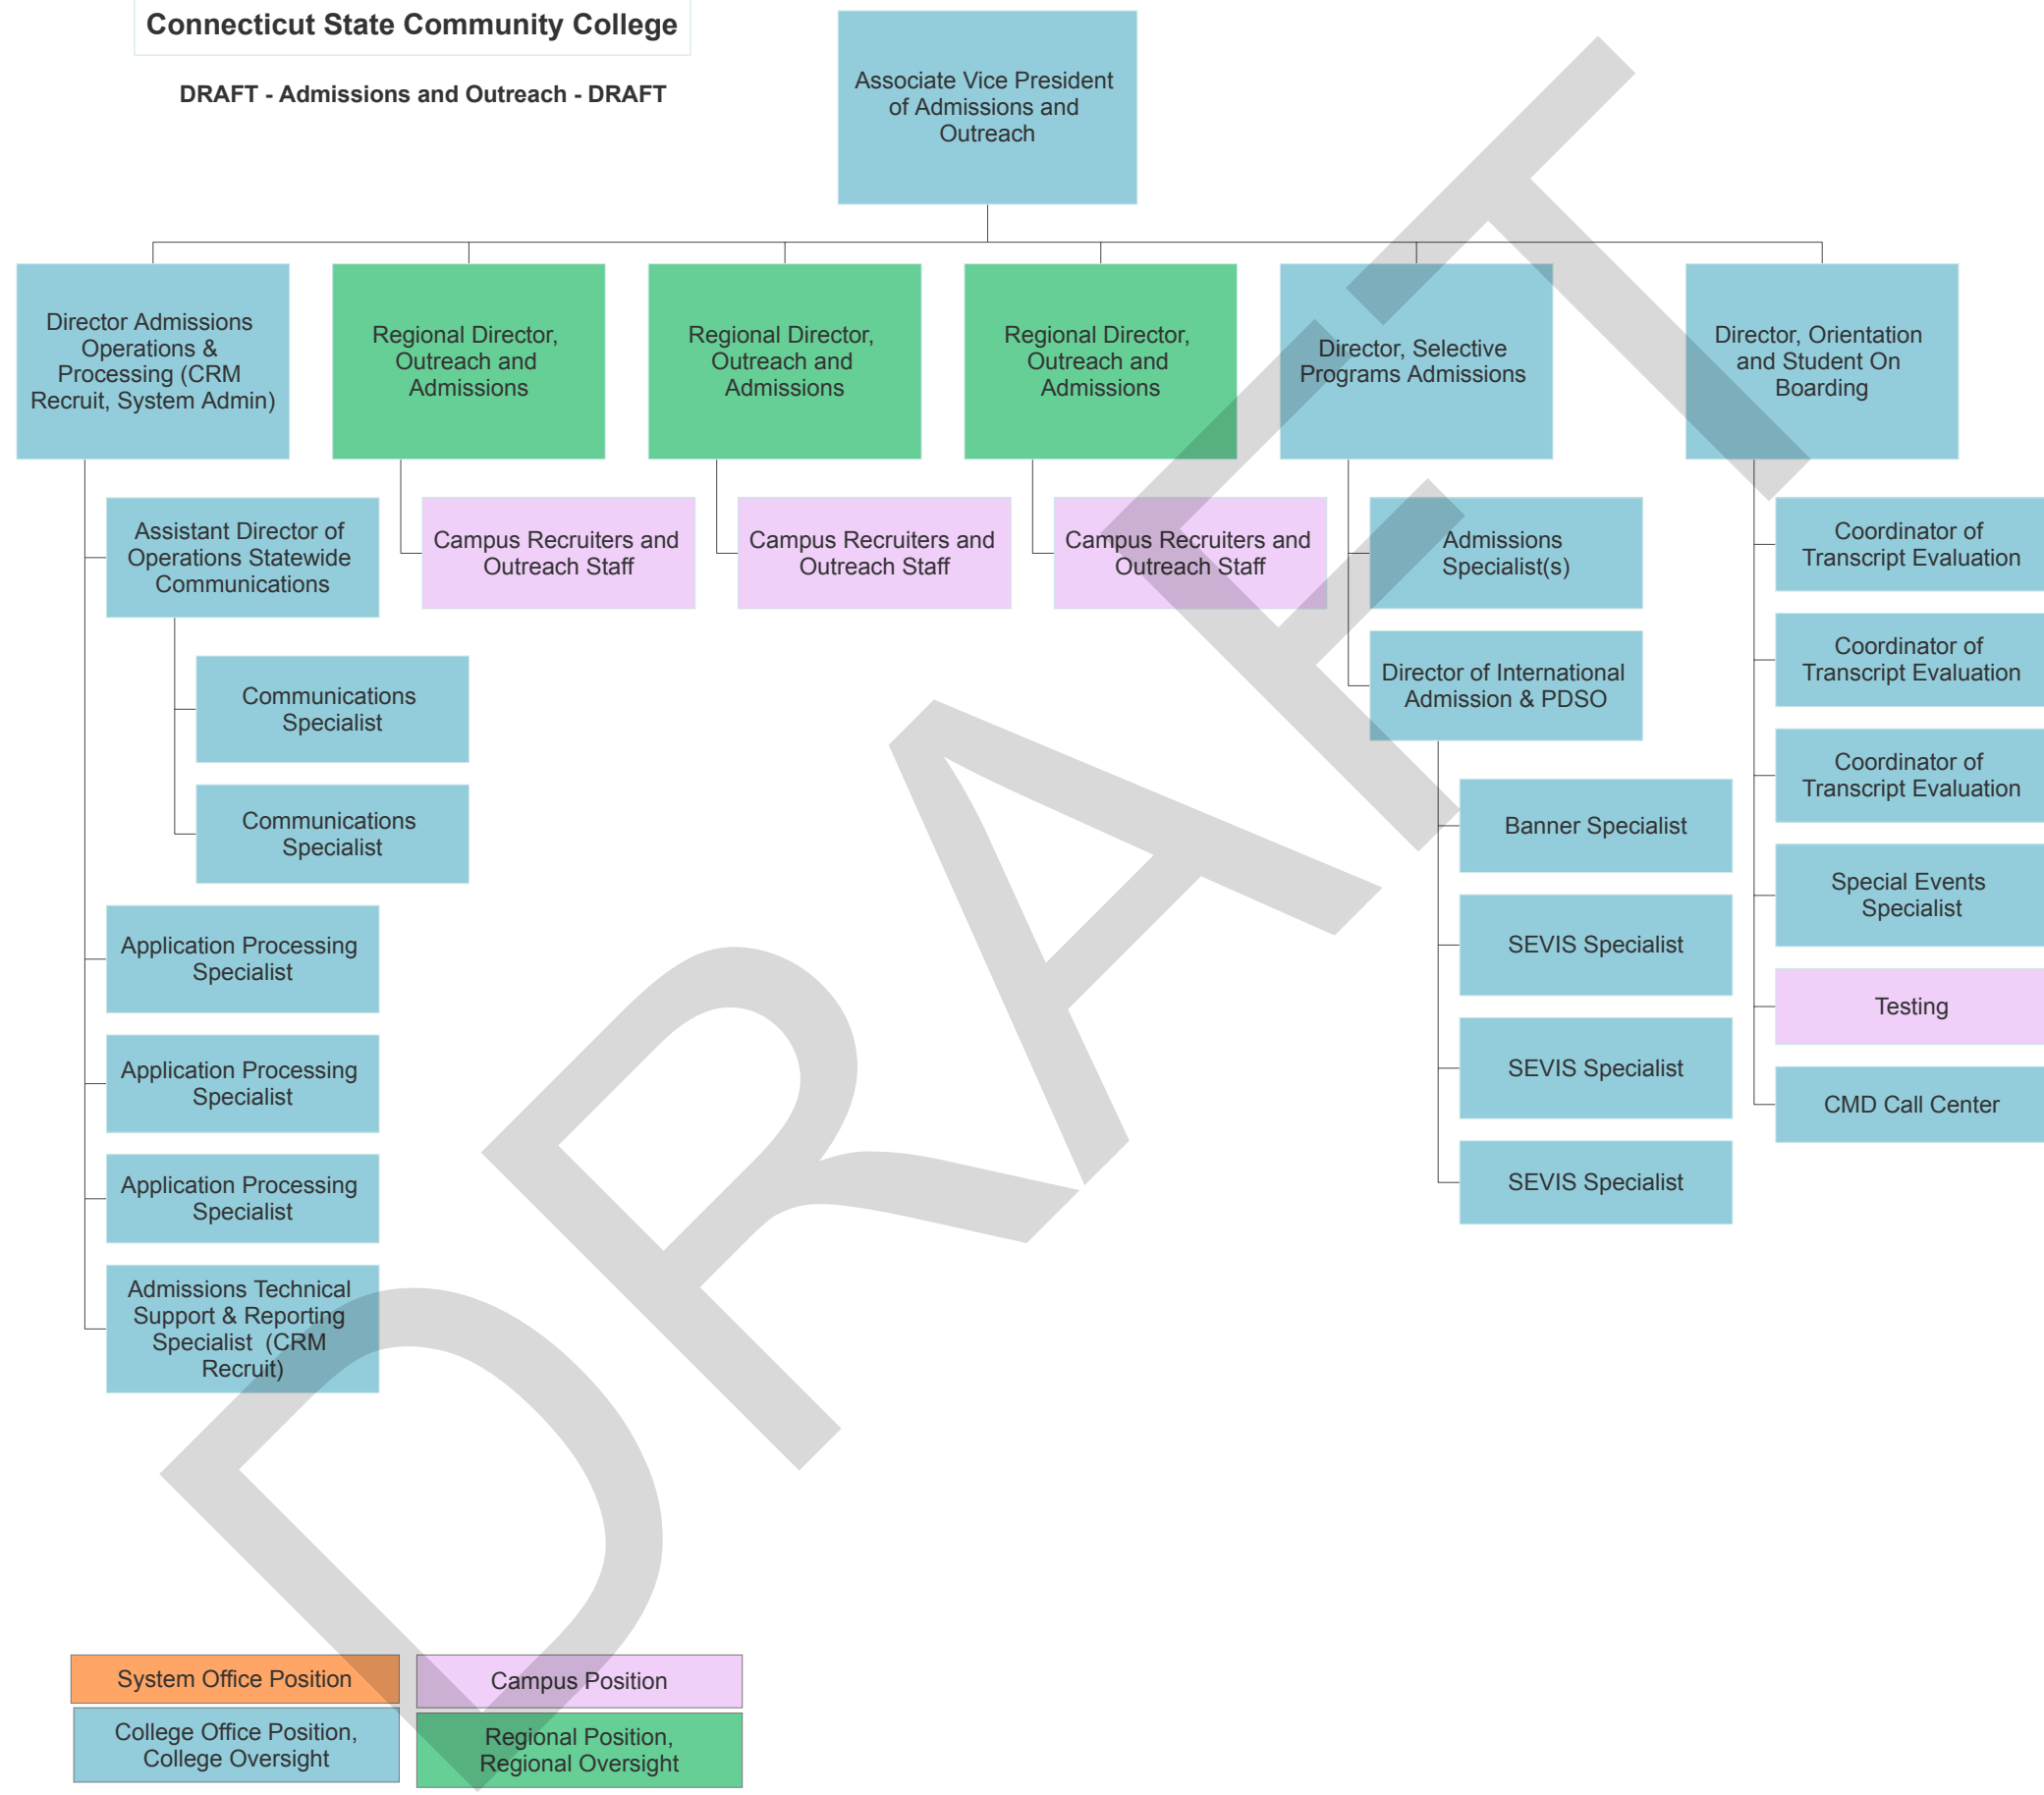 Connecticut State Community College
DRAFT - Admissions and Outreach - DRAFT
Associate Vice President
of Admissions and
Outreach
Director Admissions
Operations &
Processing (CRM
Recruit, System Admin)
Regional Director,
Outreach and
Admissions
Regional Director,
Outreach and
Admissions
Regional Director,
Outreach and
Admissions
Director, Selective
Programs Admissions
Director, Orientation
and Student On
Boarding
Assistant Director of
Operations Statewide
Communications
Communications
Specialist
Communications
Specialist
Application Processing
Specialist
Application Processing
Specialist
Application Processing
Specialist
Admissions Technical
Support & Reporting
Specialist (CRM
Recruit)
Campus Recruiters and
Outreach Staff
Campus Recruiters and
Outreach Staff
Campus Recruiters and
Outreach Staff
Admissions
Specialist(s)
Director of International
Admission & PDSO
Banner Specialist
SEVIS Specialist
SEVIS Specialist
SEVIS Specialist
Coordinator of
Transcript Evaluation
Coordinator of
Transcript Evaluation
Coordinator of
Transcript Evaluation
Special Events
Specialist
Testing
CMD Call Center
DRAFT
System Office Position
Campus Position
College Office Position,
College Oversight
Regional Position,
Regional Oversight